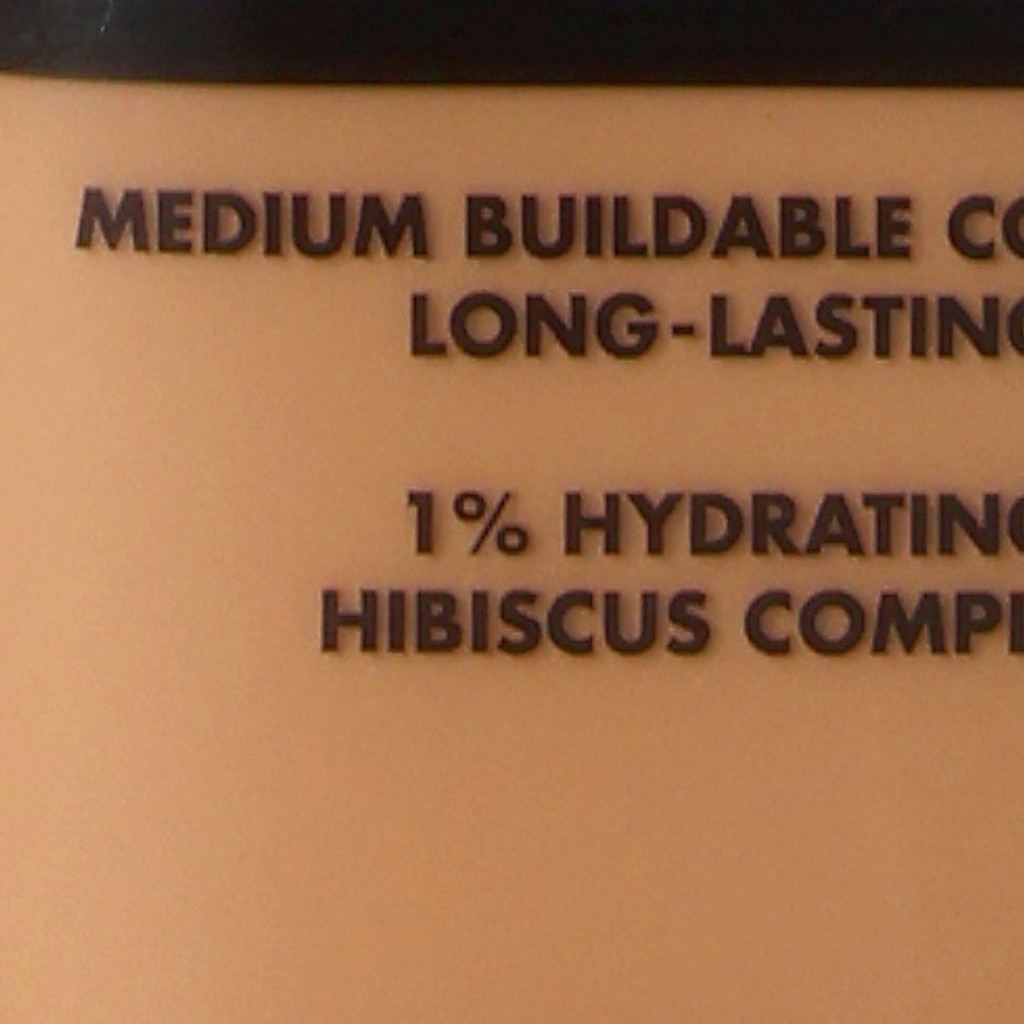 MEDIUM BUILDABLE
LONG-LASTING
1% HYDRATING
HIBISCUS